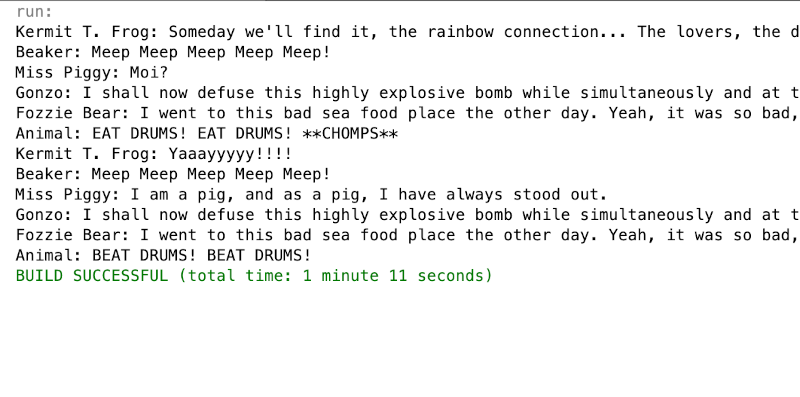 run:
Kermit T. Frog: Someday we'll find it, the rainbow connection... The lovers, the d
Beaker: Meep Meep Meep Meep Meep!
Miss Piggy: Moi?
Gonzo: I shall now defuse this highly explosive bomb while simultaneously and at t
Fozzie Bear: I went to this bad sea food place the other day. Yeah, it was so bad,
Animal: EAT DRUMS! EAT DRUMS! **CHOMPS**
Kermit T. Frog: Yaaayyyyy!!!!
Beaker: Meep Meep Meep Meep Meep!
Miss Piggy: I am a pig, and as a pig, I have always stood out.
Gonzo: I shall now defuse this highly explosive bomb while simultaneously and at t
Fozzie Bear: I went to this bad sea food place the other day. Yeah, it was so bad,
Animal: BEAT DRUMS! BEAT DRUMS!
BUILD SUCCESSFUL (total time: 1 minute 11 seconds)